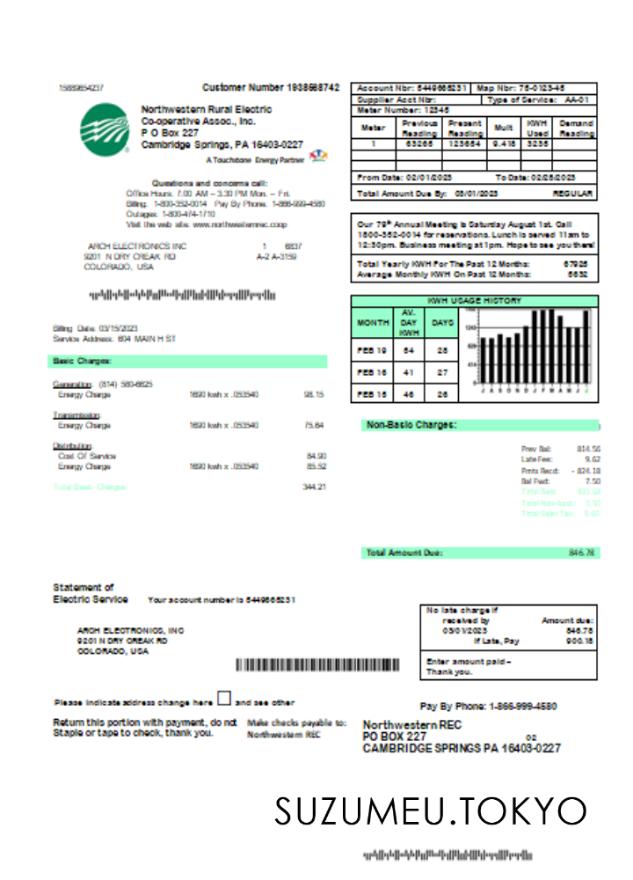 15889654237
Customer Number 1938568742
Northwestern Rural Electric
Co-operative Assoc., Inc.
P O Box 227
Cambridge Springs, PA 16403-0227
A Touchstone Energy Partner
Questions and concerns call:
Office Hours. 7.00 AM – 3.30 PM Mon. – Fri.
Billing: 1-800-352-0014 Pay By Phone: 1-866-999-4580
Outages: 1-800-474-1710
Visit the web site. www.northwesternrec.coop
ARCH ELECTRONICS INC 1 6837
9201 N DRY CREAK RD A-2 A-3159
COLORADO, USA
Account Nbr: 6449666231 Map Nbr: 75-0123-45
Supplier Acct Nbr: Type of Service: AA-01
Meter Number: 12345
Meter Previous Reading Present Reading Mult KWH Used Demand Reading
1 63265 123654 9.418 3235
From Date: 02/01/2023 To Date: 02/28/2023
Total Amount Due By: 03/01/2023 REGULAR
Our 79th Annual Meeting is Saturday August 1st. Call
1800-352-0014 for reservations. Lunch is served 11am to
12:30pm. Business meeting at 1pm. Hope to see you there!
Total Yearly KWH For The Past 12 Months: 67925
Average Monthly KWH On Past 12 Months: 5632
KWH USAGE HISTORY
MONTH AV. DAY KWH DAYS
FEB 19 54 28
FEB 16 41 27
FEB 15 46 26
Billing Date: 03/15/2023
Service Address: 604 MAIN H ST
Basic Charges:
Generation: (814) 580-6625
Energy Charge 1690 kwh x .053540 98.15
Transmission:
Energy Charge 1690 kwh x .053540 75.64
Distribution:
Cost Of Service 84.90
Energy Charge 1690 kwh x .053540 85.52
Total Basic Charges 344.21
Non-Basic Charges:
Prev Bal: 814.56
Late Fee: 9.62
Pmts Recd: - 824.18
Bal Fwd: 7.50
Total Amount Due: 846.78
Statement of
Electric Service Your account number is 6449666231
ARCH ELECTRONICS, INC
9201 N DRY CREAK RD
COLORADO, USA
No late charge if
received by Amount due:
03/01/2023 846.78
if Late, Pay 900.18
Enter amount paid –
Thank you.
Please indicate address change here and see other
Return this portion with payment, do not
Staple or tape to check, thank you.
Make checks payable to:
Northwestern REC
Pay By Phone: 1-866-999-4580
Northwestern REC
PO BOX 227 02
CAMBRIDGE SPRINGS PA 16403-0227
SUZUMEU.TOKYO